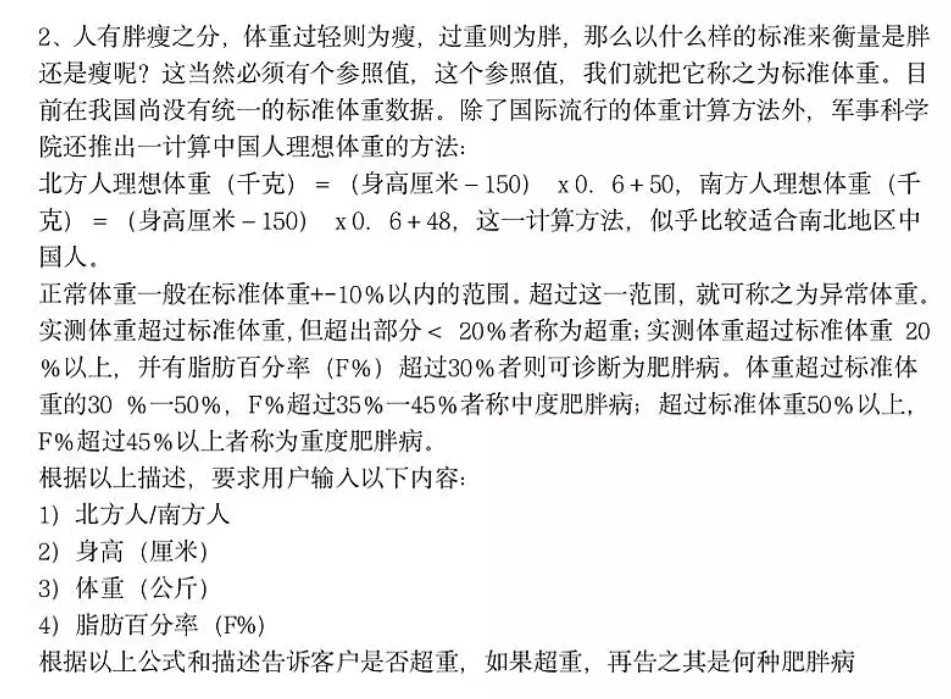 2、人有胖瘦之分，体重过轻则为瘦，过重则为胖，那么以什么样的标准来衡量是胖
还是瘦呢？这当然必须有个参照值，这个参照值，我们就把它称之为标准体重。目
前在我国尚没有统一的标准体重数据。除了国际流行的体重计算方法外，军事科学
院还推出一计算中国人理想体重的方法：
北方人理想体重（千克）=（身高厘米－150）x0. 6+50，南方人理想体重（千
克）=（身高厘米－150）x0. 6+48，这一计算方法，似乎比较适合南北地区中
国人。
正常体重一般在标准体重+-10%以内的范围。超过这一范围，就可称之为异常体重。
实测体重超过标准体重，但超出部分< 20%者称为超重；实测体重超过标准体重 20
%以上，并有脂肪百分率（F%）超过30%者则可诊断为肥胖病。体重超过标准体
重的30 %一50%，F%超过35%一45%者称中度肥胖病；超过标准体重50%以上，
F%超过45%以上者称为重度肥胖病。
根据以上描述，要求用户输入以下内容：
1）北方人/南方人
2）身高（厘米）
3）体重（公斤）
4）脂肪百分率（F%）
根据以上公式和描述告诉客户是否超重，如果超重，再告之其是何种肥胖病